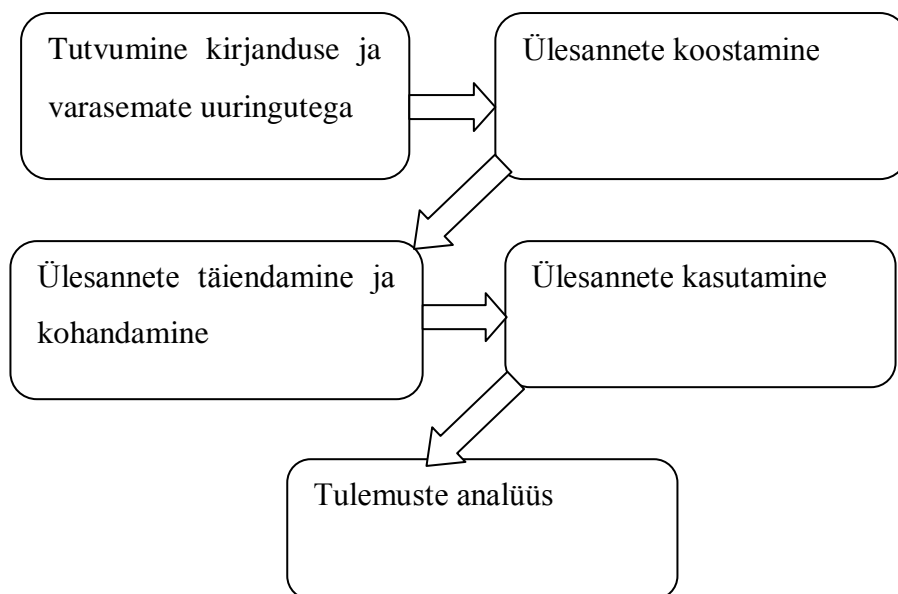 Tutvumine kirjanduse ja
varasemate uuringutega
Ülesannete koostamine
Ülesannete täiendamine ja
kohandamine
Ülesannete kasutamine
Tulemuste analüüs